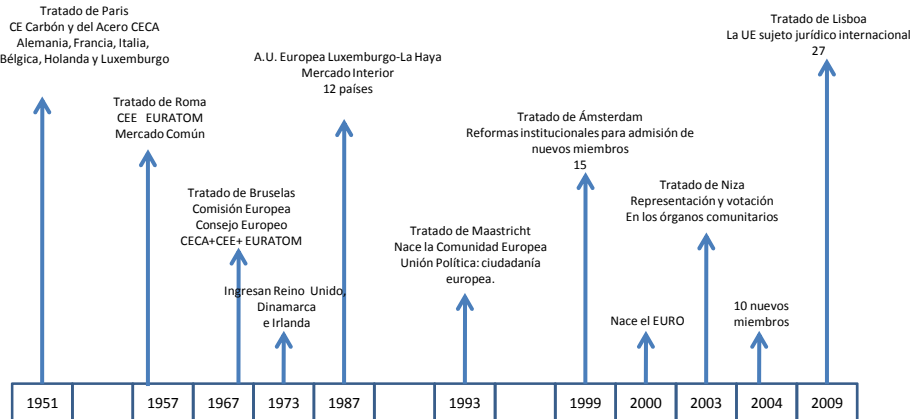 Tratado de Paris
CE Carbón y del Acero CECA
Alemania, Francia, Italia,
Bélgica, Holanda y Luxemburgo
Tratado de Roma
CEE EURATOM
Mercado Común
Tratado de Bruselas
Comisión Europea
Consejo Europeo
CECA+CEE+ EURATOM
Ingresan Reino Unido,
Dinamarca
e Irlanda
A.U. Europea Luxemburgo-La Haya
Mercado Interior
12 países
Tratado de Maastricht
Nace la Comunidad Europea
Unión Política: ciudadanía
europea.
Tratado de Ámsterdam
Reformas institucionales para admisión de
nuevos miembros
15
Nace el EURO
Tratado de Niza
Representación y votación
En los órganos comunitarios
10 nuevos
miembros
Tratado de Lisboa
La UE sujeto jurídico internacional
27
1951 1957 1967 1973 1987 1993 1999 2000 2003 2004 2009